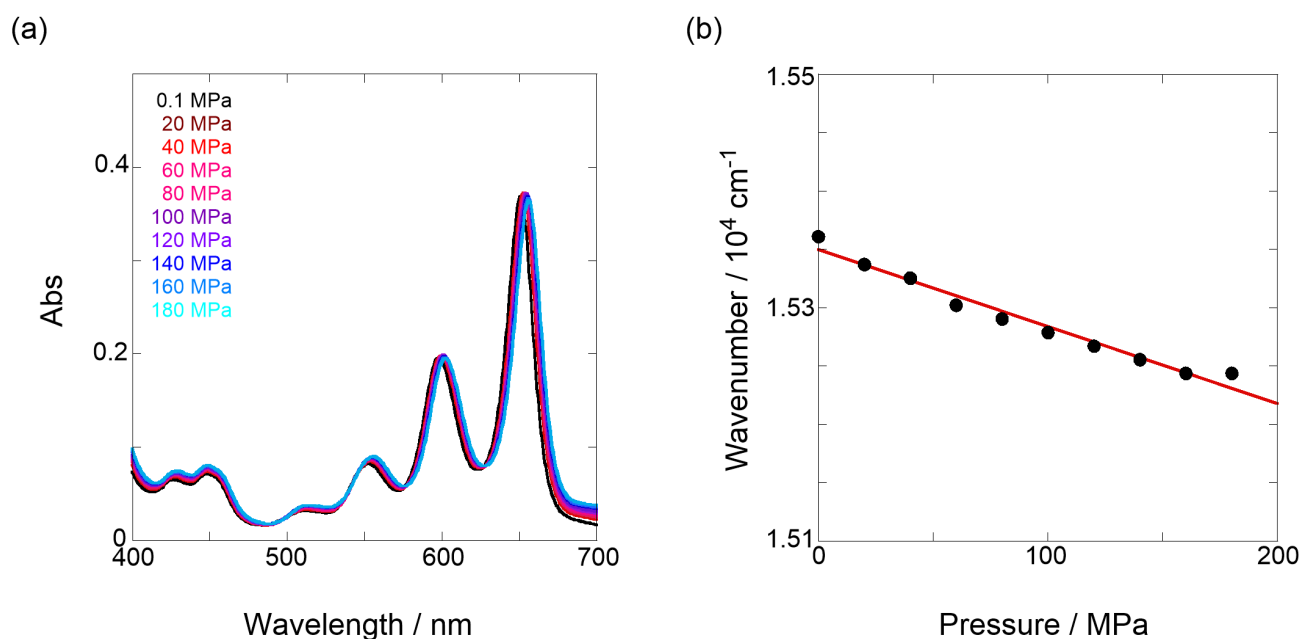 (a)
0.1 MPa
20 MPa
40 MPa
60 MPa
80 MPa
100 MPa
120 MPa
140 MPa
160 MPa
180 MPa
0.4
0.2
0
Abs
400
500
600
700
Wavelength / nm
(b)
1.55
1.53
1.51
Wavenumber / 10⁴ cm⁻¹
0
100
200
Pressure / MPa